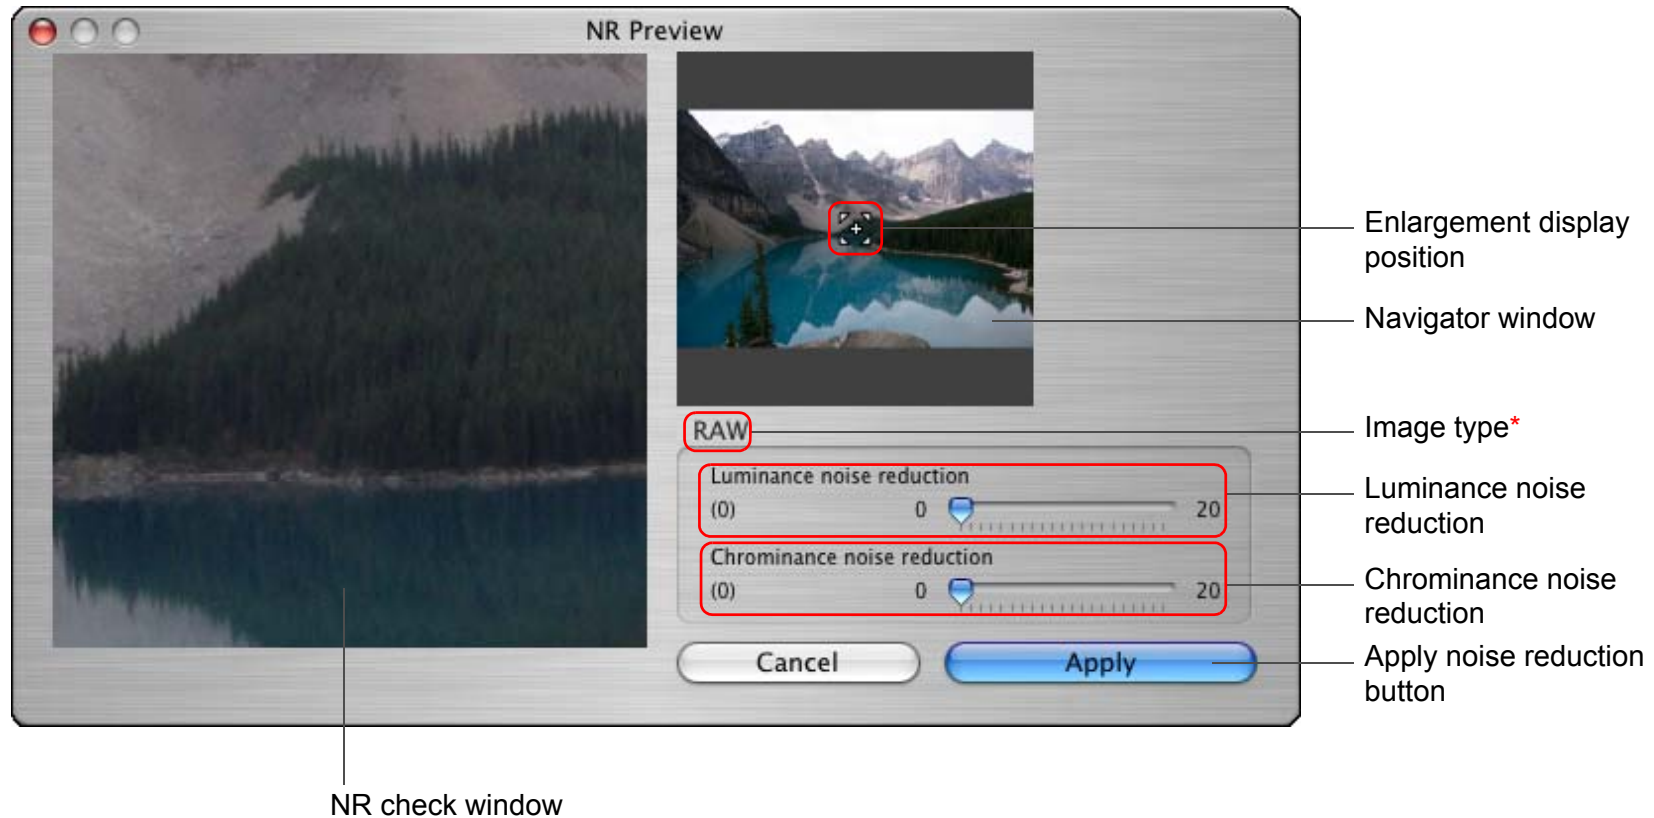 NR Preview
Enlargement display
position
Navigator window
RAW
Image type*
Luminance noise reduction
(0) 0 20
Luminance noise
reduction
Chrominance noise reduction
(0) 0 20
Chrominance noise
reduction
Cancel
Apply
Apply noise reduction
button
NR check window